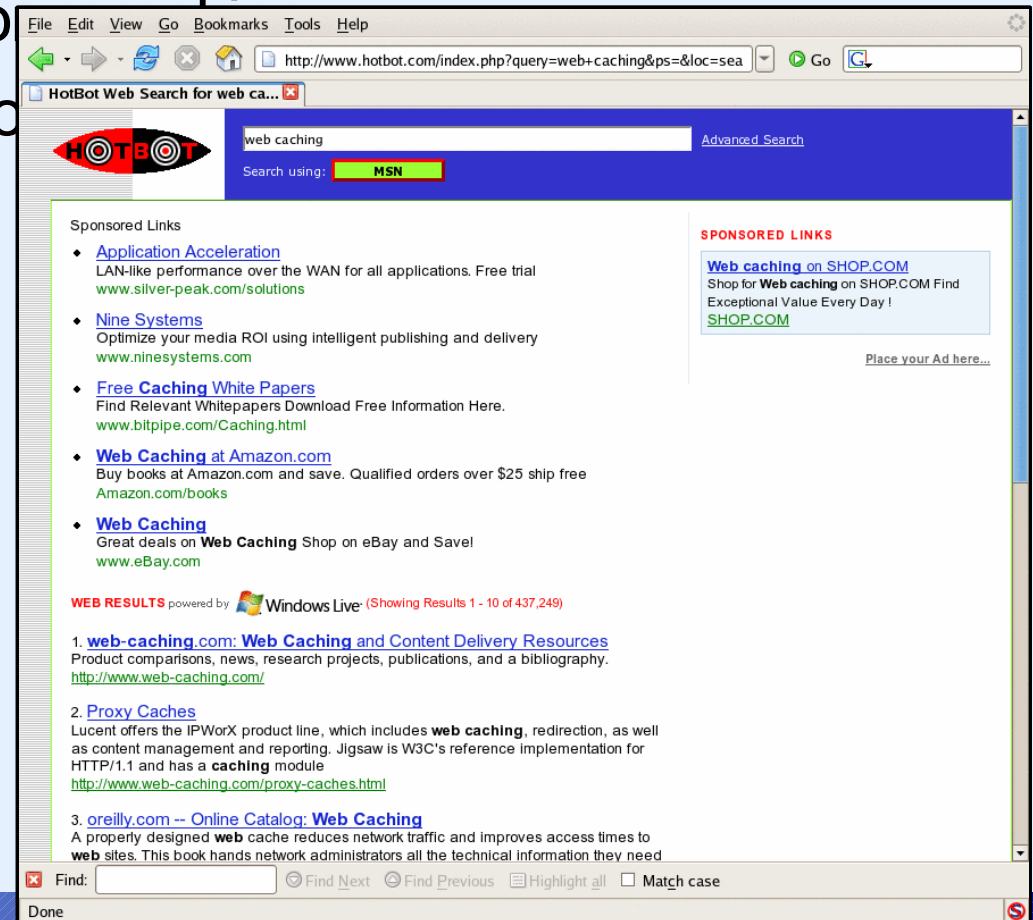 File Edit View Go Bookmarks Tools Help
http://www.hotbot.com/index.php?query=web+caching&ps=&loc=sea Go G
HotBot Web Search for web ca...
HOTBOT
web caching
Advanced Search
Search using: MSN
Sponsored Links
Application Acceleration
LAN-like performance over the WAN for all applications. Free trial
www.silver-peak.com/solutions
Nine Systems
Optimize your media ROI using intelligent publishing and delivery
www.ninesystems.com
Free Caching White Papers
Find Relevant Whitepapers Download Free Information Here.
www.bitpipe.com/Caching.html
Web Caching at Amazon.com
Buy books at Amazon.com and save. Qualified orders over $25 ship free
Amazon.com/books
Web Caching
Great deals on Web Caching Shop on eBay and Save!
www.eBay.com
SPONSORED LINKS
Web caching on SHOP.COM
Shop for Web caching on SHOP.COM Find
Exceptional Value Every Day !
SHOP.COM
Place your Ad here...
WEB RESULTS powered by Windows Live (Showing Results 1 - 10 of 437,249)
1. web-caching.com: Web Caching and Content Delivery Resources
Product comparisons, news, research projects, publications, and a bibliography.
http://www.web-caching.com/
2. Proxy Caches
Lucent offers the IPWorX product line, which includes web caching, redirection, as well
as content management and reporting. Jigsaw is W3C's reference implementation for
HTTP/1.1 and has a caching module
http://www.web-caching.com/proxy-caches.html
3. oreilly.com -- Online Catalog: Web Caching
A properly designed web cache reduces network traffic and improves access times to
web sites. This book hands network administrators all the technical information they need
Find: Find Next Find Previous Highlight all Match case
Done